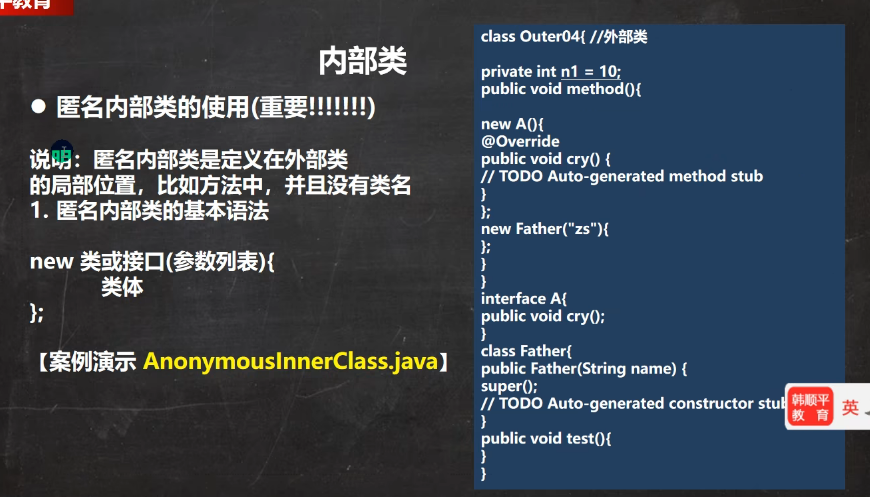 内部类
● 匿名内部类的使用(重要!!!!!!!)
说明：匿名内部类是定义在外部类
的局部位置，比如方法中，并且没有类名
1. 匿名内部类的基本语法
new 类或接口(参数列表){
类体
};
【案例演示 AnonymousInnerClass.java】
class Outer04{ //外部类
private int n1 = 10;
public void method(){
new A(){
@Override
public void cry() {
// TODO Auto-generated method stub
}
};
new Father("zs"){
};
}
}
interface A{
public void cry();
}
class Father{
public Father(String name) {
super();
// TODO Auto-generated constructor stub
}
public void test(){
}
}
韩顺平
教 育
英